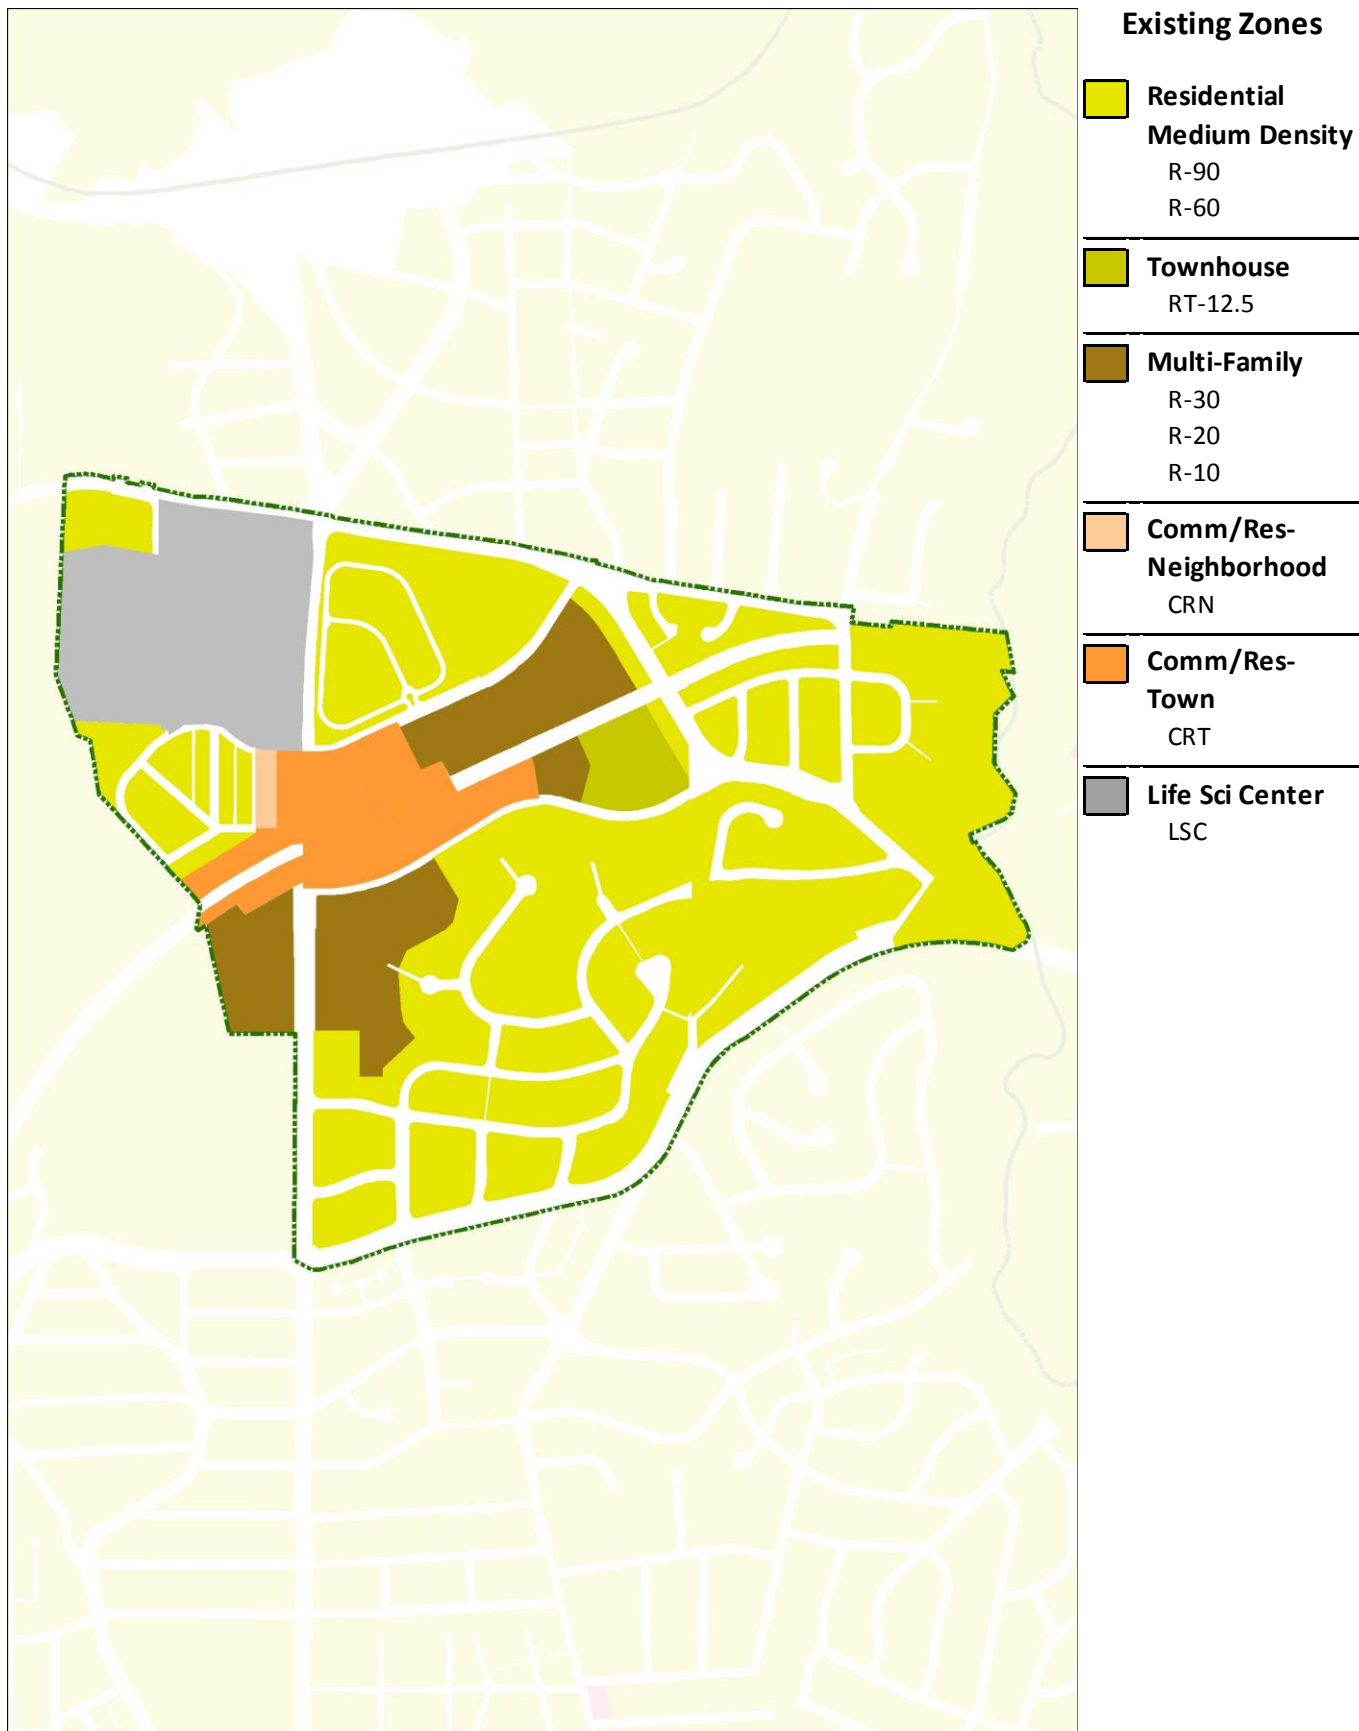 Existing Zones
Residential
Medium Density
R-90
R-60
Townhouse
RT-12.5
Multi-Family
R-30
R-20
R-10
Comm/Res-
Neighborhood
CRN
Comm/Res-
Town
CRT
Life Sci Center
LSC